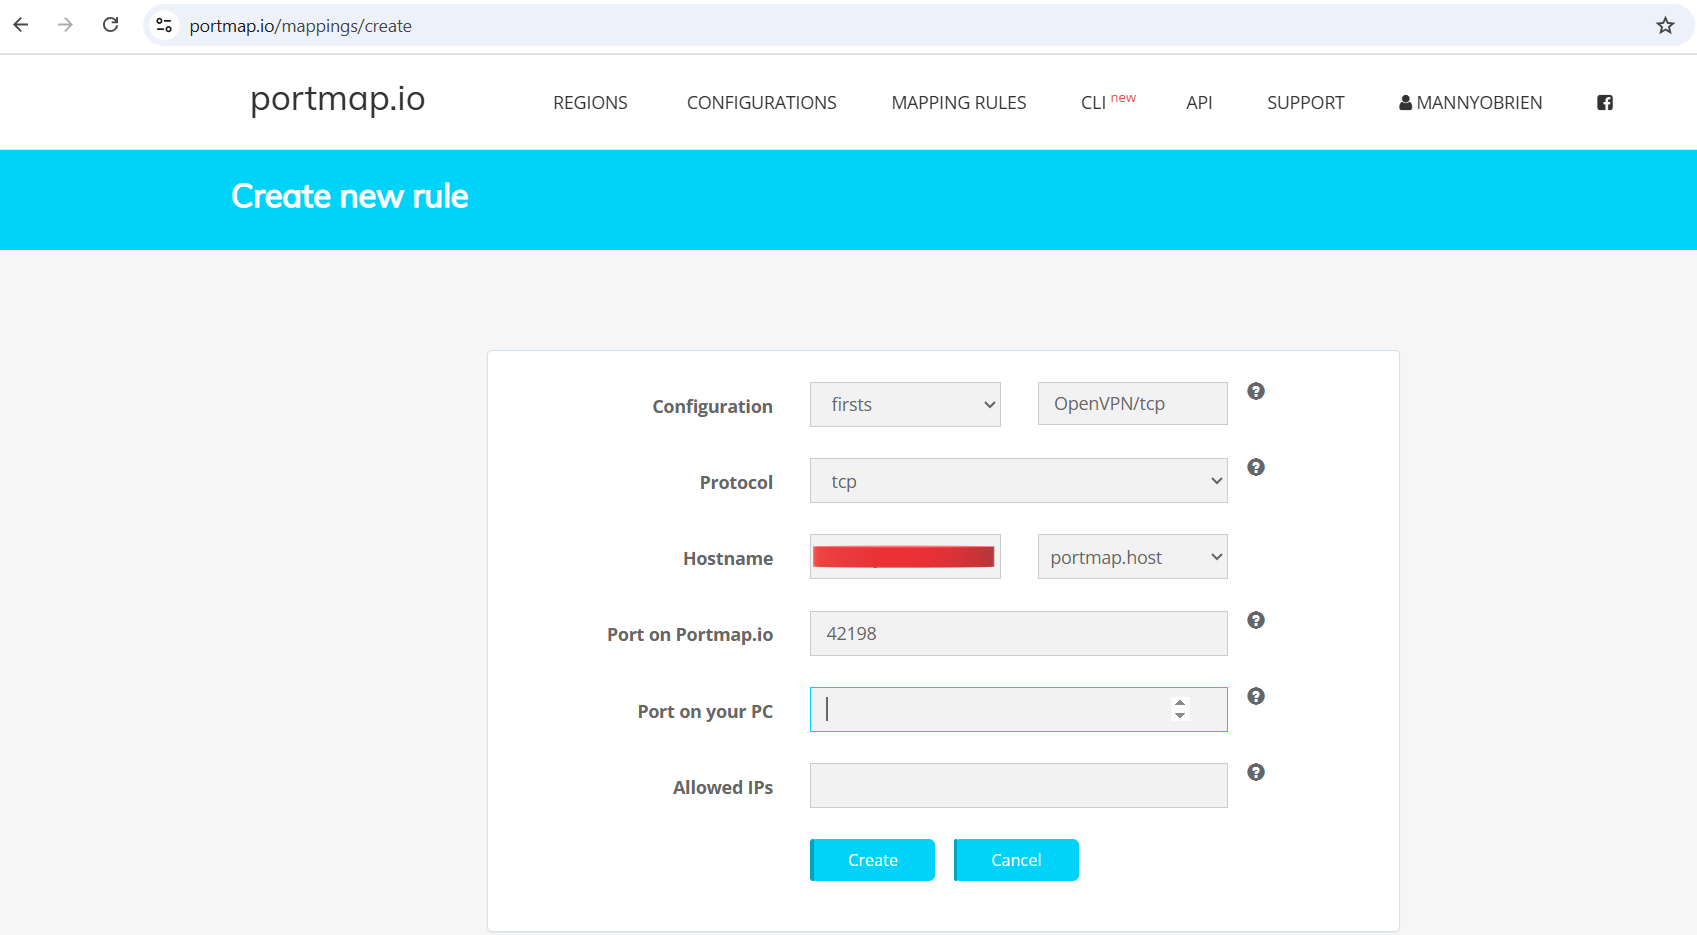 portmap.io/mappings/create
portmap.io REGIONS CONFIGURATIONS MAPPING RULES CLI new API SUPPORT MANNYOBRIEN
Create new rule
Configuration firsts OpenVPN/tcp ?
Protocol tcp ?
Hostname portmap.host
Port on Portmap.io 42198 ?
Port on your PC ?
Allowed IPs ?
Create Cancel